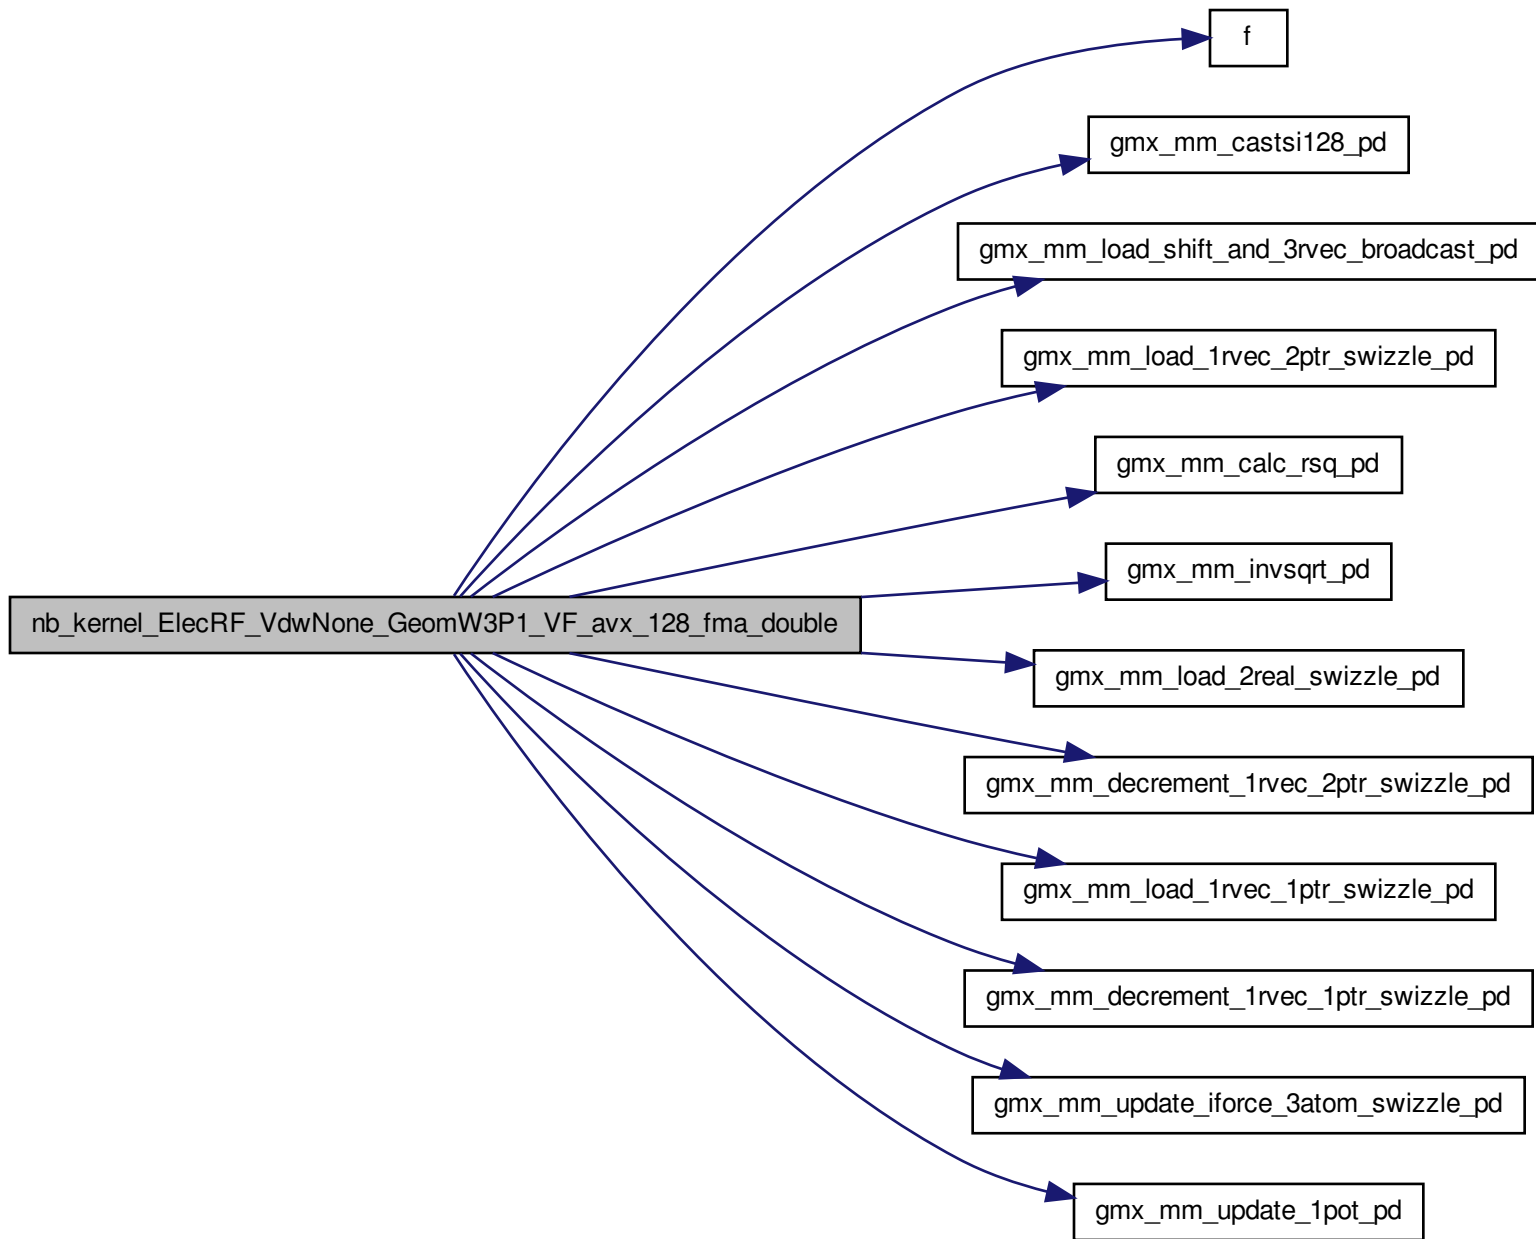 f
gmx_mm_castsi128_pd
gmx_mm_load_shift_and_3rvec_broadcast_pd
gmx_mm_load_1rvec_2ptr_swizzle_pd
gmx_mm_calc_rsq_pd
gmx_mm_invsqrt_pd
nb_kernel_ElecRF_VdwNone_GeomW3P1_VF_avx_128_fma_double
gmx_mm_load_2real_swizzle_pd
gmx_mm_decrement_1rvec_2ptr_swizzle_pd
gmx_mm_load_1rvec_1ptr_swizzle_pd
gmx_mm_decrement_1rvec_1ptr_swizzle_pd
gmx_mm_update_iforce_3atom_swizzle_pd
gmx_mm_update_1pot_pd